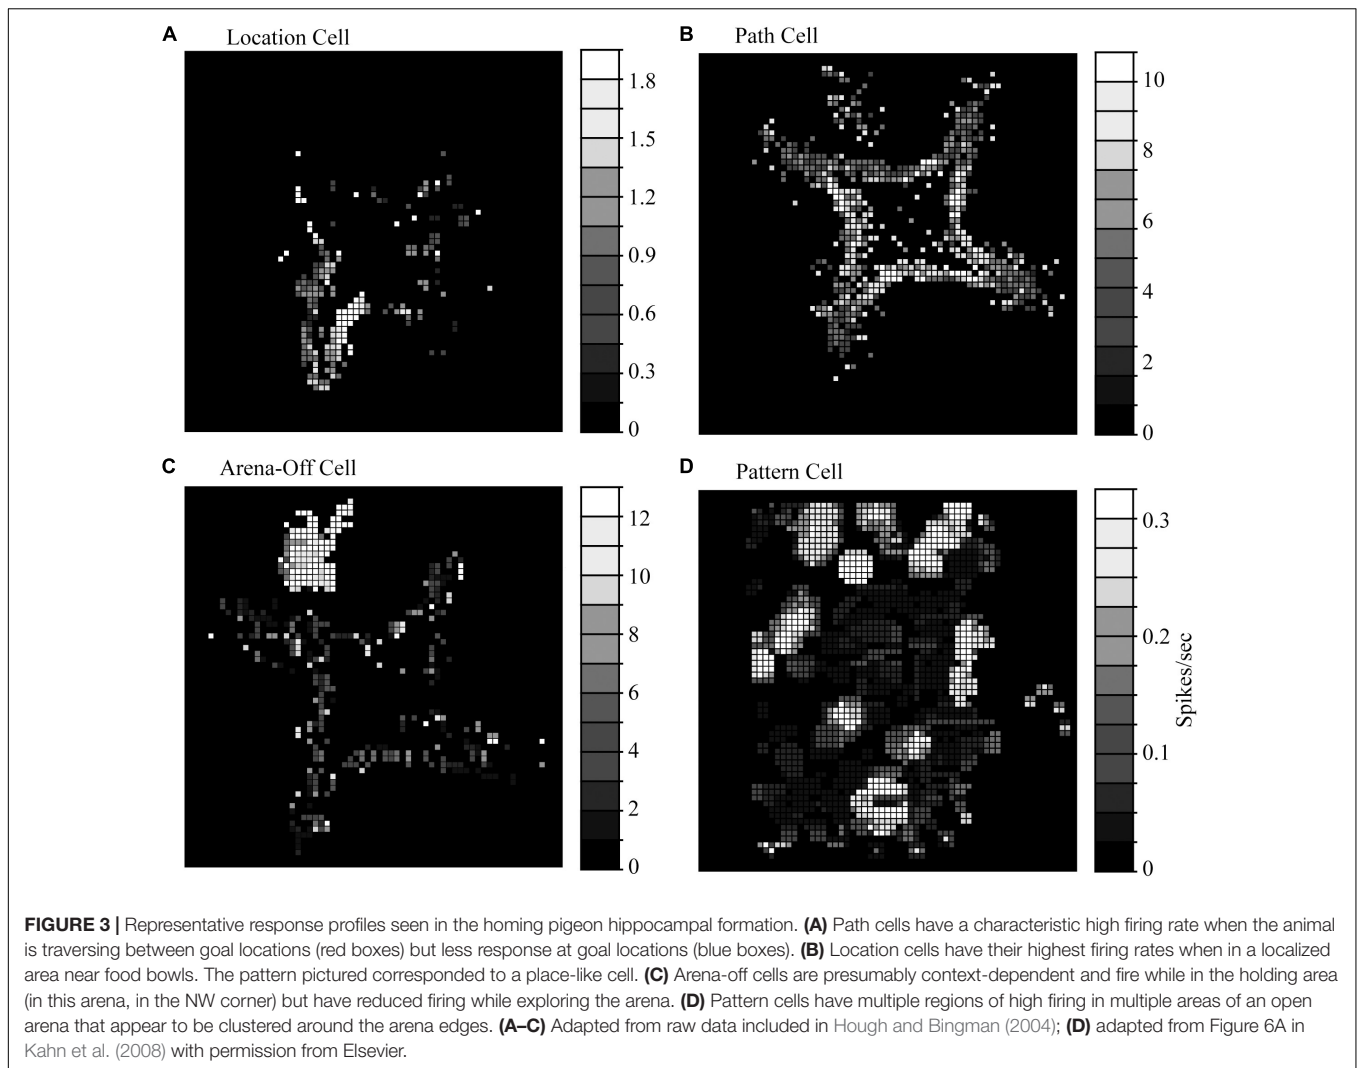 A
Location Cell
1.8
1.5
1.2
0.9
0.6
0.3
0
B
Path Cell
10
8
6
4
2
0
C
Arena-Off Cell
12
10
8
6
4
2
0
D
Pattern Cell
0.3
0.2
0.1
0
Spikes/sec
FIGURE 3 | Representative response profiles seen in the homing pigeon hippocampal formation. (A) Path cells have a characteristic high firing rate when the animal
is traversing between goal locations (red boxes) but less response at goal locations (blue boxes). (B) Location cells have their highest firing rates when in a localized
area near food bowls. The pattern pictured corresponded to a place-like cell. (C) Arena-off cells are presumably context-dependent and fire while in the holding area
(in this arena, in the NW corner) but have reduced firing while exploring the arena. (D) Pattern cells have multiple regions of high firing in multiple areas of an open
arena that appear to be clustered around the arena edges. (A–C) Adapted from raw data included in Hough and Bingman (2004); (D) adapted from Figure 6A in
Kahn et al. (2008) with permission from Elsevier.